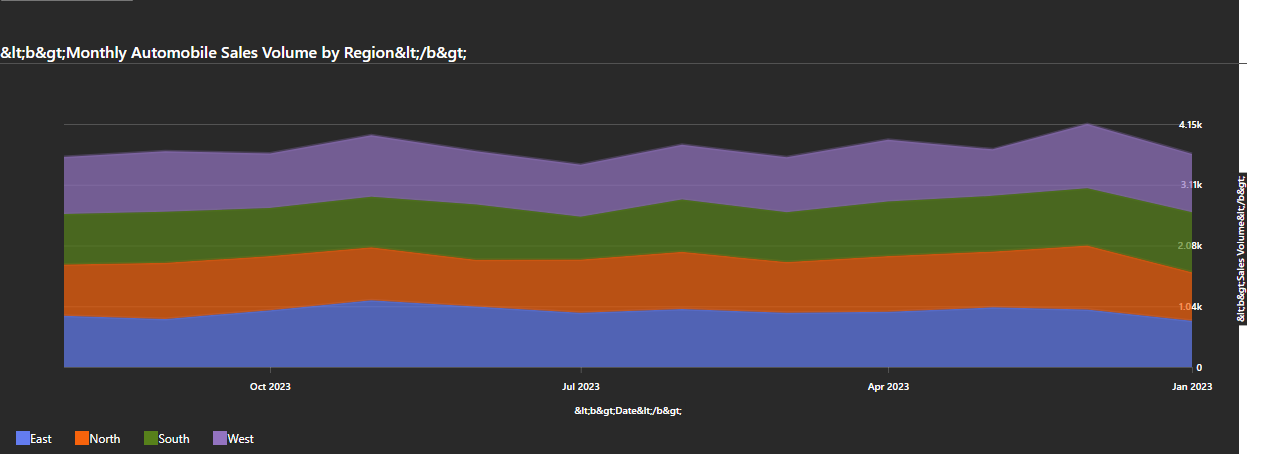 &lt;b&gt;Monthly Automobile Sales Volume by Region&lt;/b&gt;
4.15k
3.11k
2.08k
1.04k
0
&lt;b&gt;Sales Volume&lt;/b&gt;
Oct 2023
Jul 2023
Apr 2023
Jan 2023
&lt;b&gt;Date&lt;/b&gt;
East
North
South
West